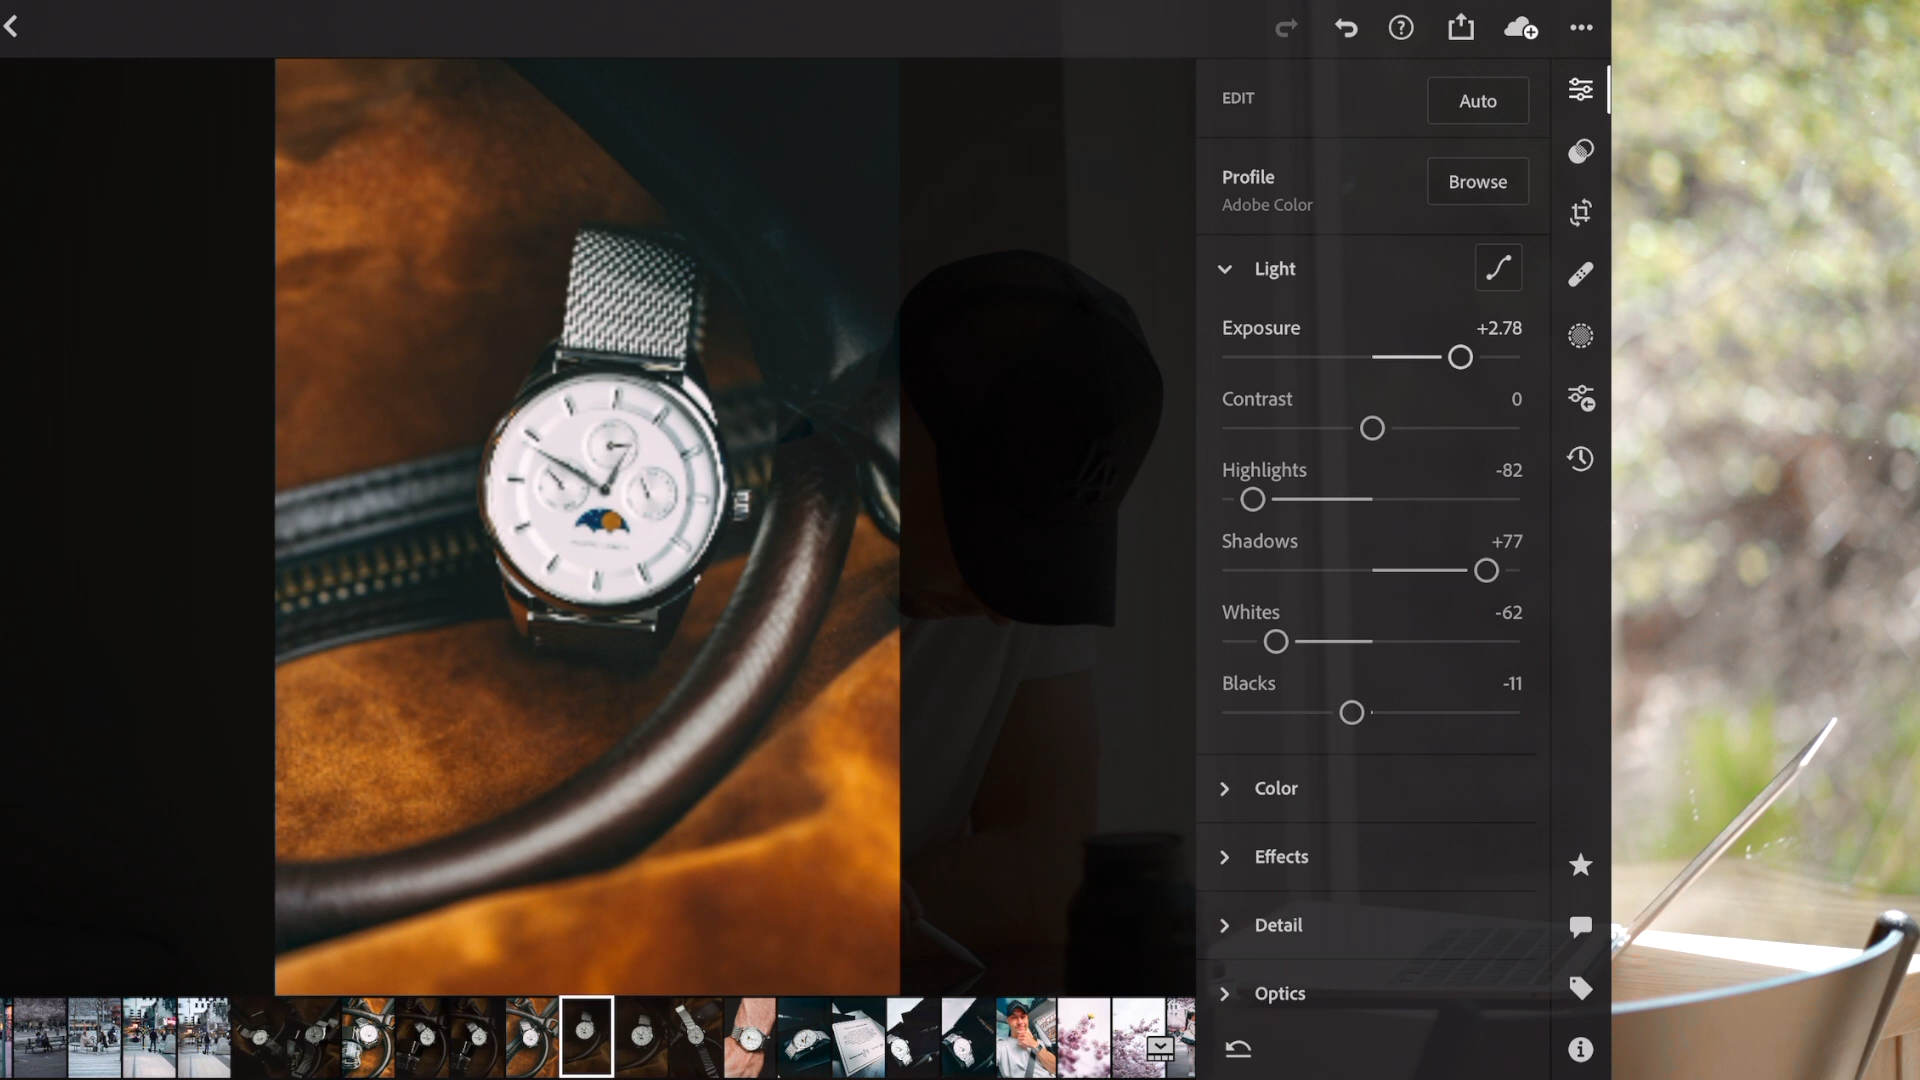 EDIT
Auto
Profile
Adobe Color
Browse
Light
Exposure +2.78
Contrast 0
Highlights -82
Shadows +77
Whites -62
Blacks -11
Color
Effects
Detail
Optics
LA